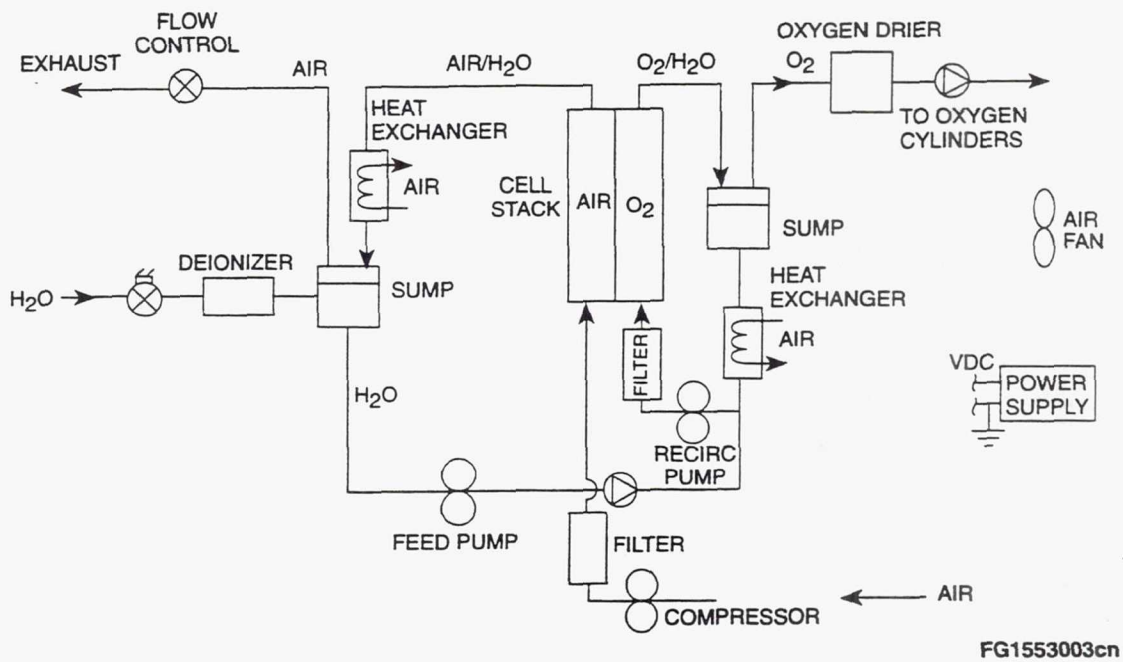 FLOW
CONTROL
EXHAUST
AIR
AIR/H2O
O2/H2O
OXYGEN DRIER
O2
TO OXYGEN
CYLINDERS
HEAT
EXCHANGER
AIR
CELL
STACK
AIR
O2
SUMP
AIR
FAN
DEIONIZER
H2O
SUMP
HEAT
EXCHANGER
AIR
FILTER
VDC
POWER
SUPPLY
H2O
RECIRC
PUMP
FEED PUMP
FILTER
COMPRESSOR
AIR
FG1553003cn